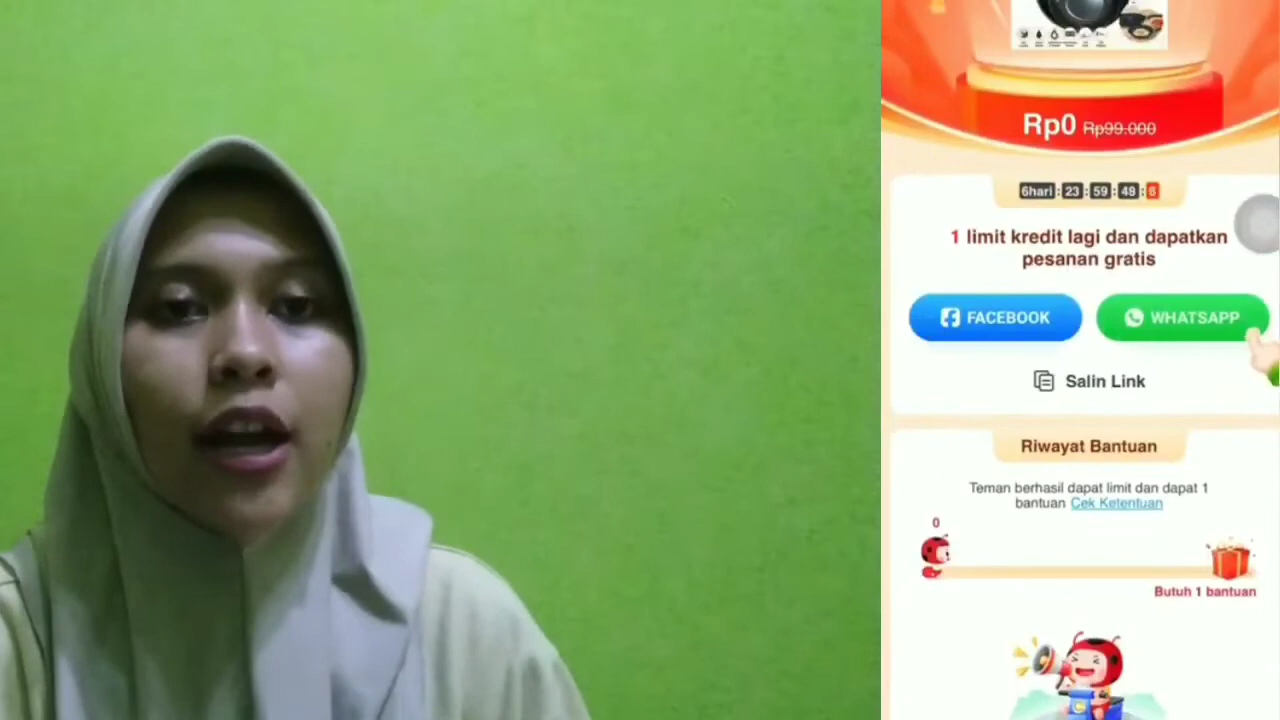 Rp0 Rp99.000
6hari : 23 : 59 : 49 : 6
1 limit kredit lagi dan dapatkan
pesanan gratis
FACEBOOK
WHATSAPP
Salin Link
Riwayat Bantuan
Teman berhasil dapat limit dan dapat 1
bantuan Cek Ketentuan
0
Butuh 1 bantuan